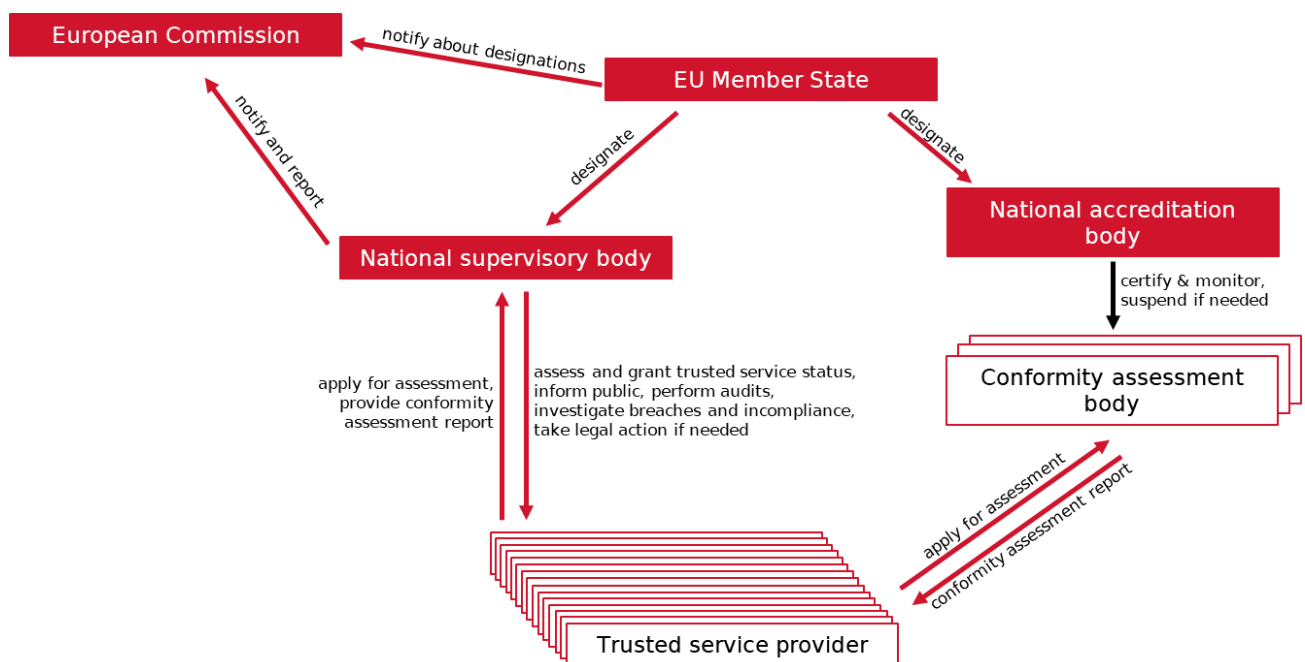 European Commission
notify about designations
EU Member State
notify and report
designate
designate
National supervisory body
National accreditation
body
certify & monitor,
suspend if needed
apply for assessment,
provide conformity
assessment report
assess and grant trusted service status,
inform public, perform audits,
investigate breaches and incompliance,
take legal action if needed
Conformity assessment
body
apply for assessment
conformity assessment report
Trusted service provider